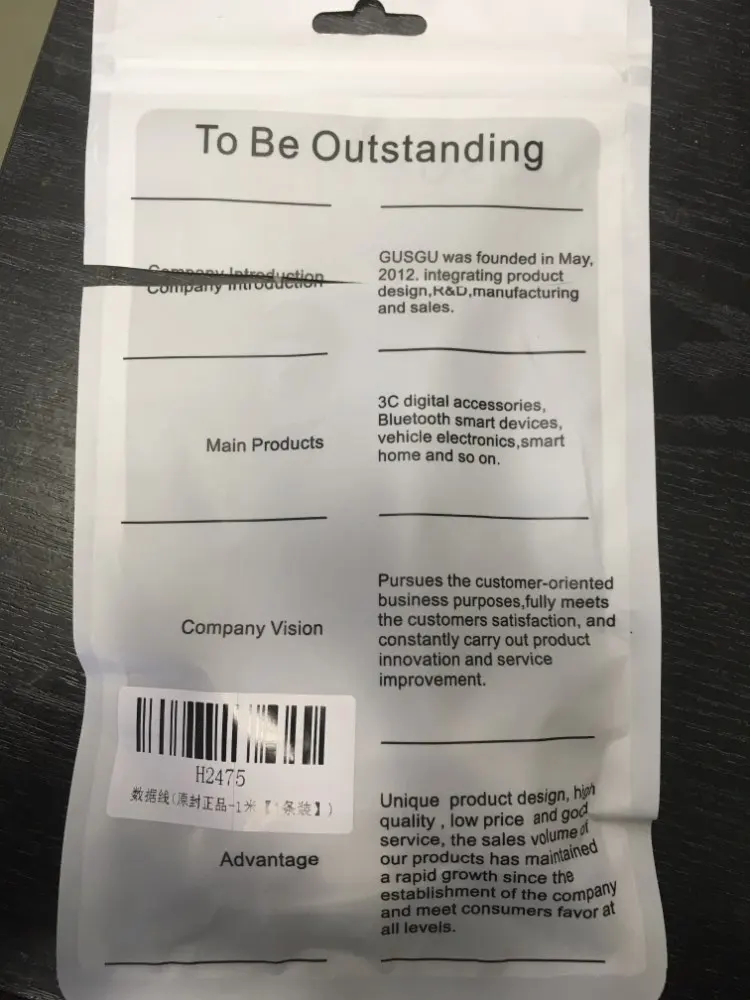 To Be Outstanding
Company Introduction
GUSGU was founded in May,
2012. integrating product
design,R&D,manufacturing
and sales.
Main Products
3C digital accessories,
Bluetooth smart devices,
vehicle electronics,smart
home and so on.
Company Vision
Pursues the customer-oriented
business purposes,fully meets
the customers satisfaction, and
constantly carry out product
innovation and service
improvement.
H2475
数据线(原封正品-1米【条装】)
Advantage
Unique product design, high
quality , low price and good
service, the sales volume of
our products has maintained
a rapid growth since the
establishment of the company
and meet consumers favor at
all levels.